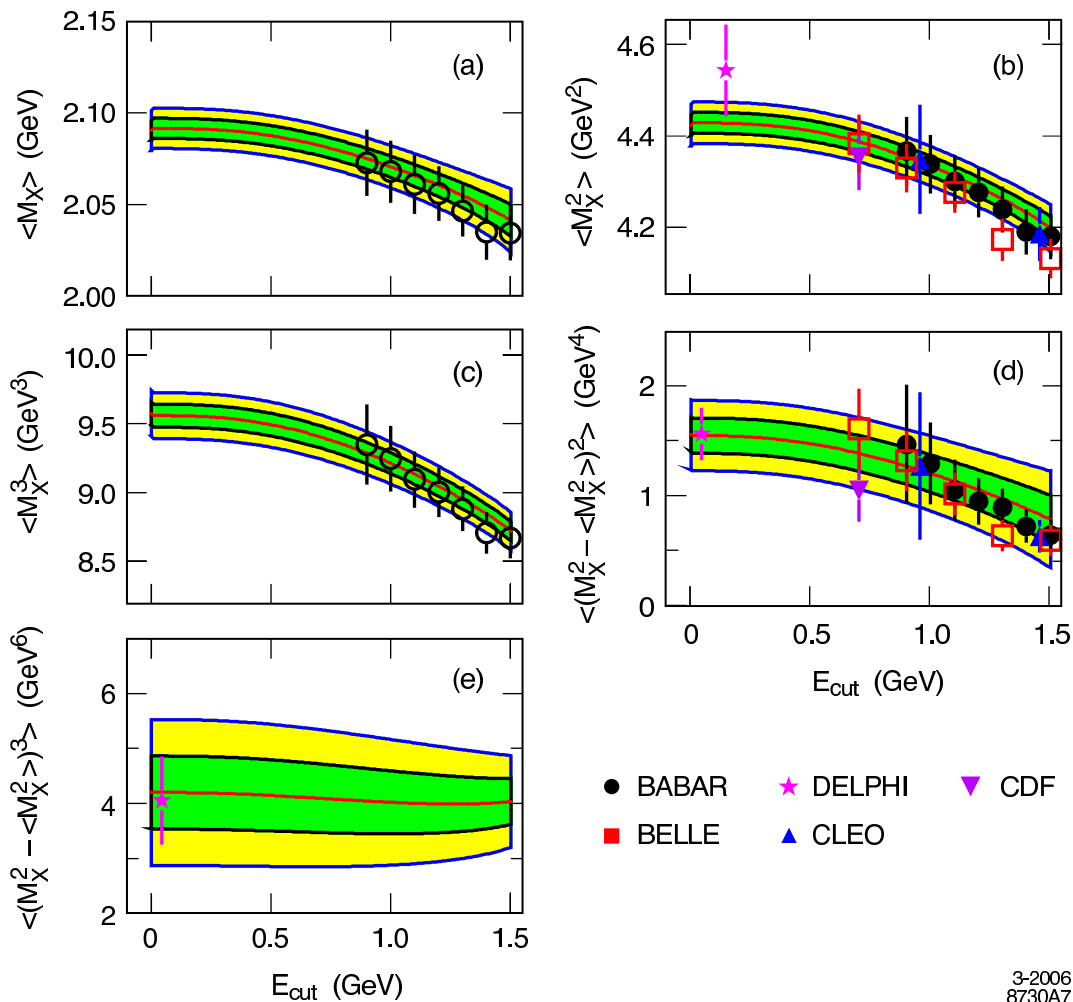 2.15
(a)
2.10
2.05
2.00
<M_X> (GeV)
4.6
(b)
4.4
4.2
<M_X^2> (GeV^2)
10.0
(c)
9.5
9.0
8.5
<M_X^3> (GeV^3)
(d)
2
1
0
<(M_X^2 – <M_X^2>)^2> (GeV^4)
0 0.5 1.0 1.5
E_cut (GeV)
(e)
6
4
2
<(M_X^2 – <M_X^2>)^3> (GeV^6)
0 0.5 1.0 1.5
E_cut (GeV)
BABAR DELPHI CDF
BELLE CLEO
3-2006
8730A7